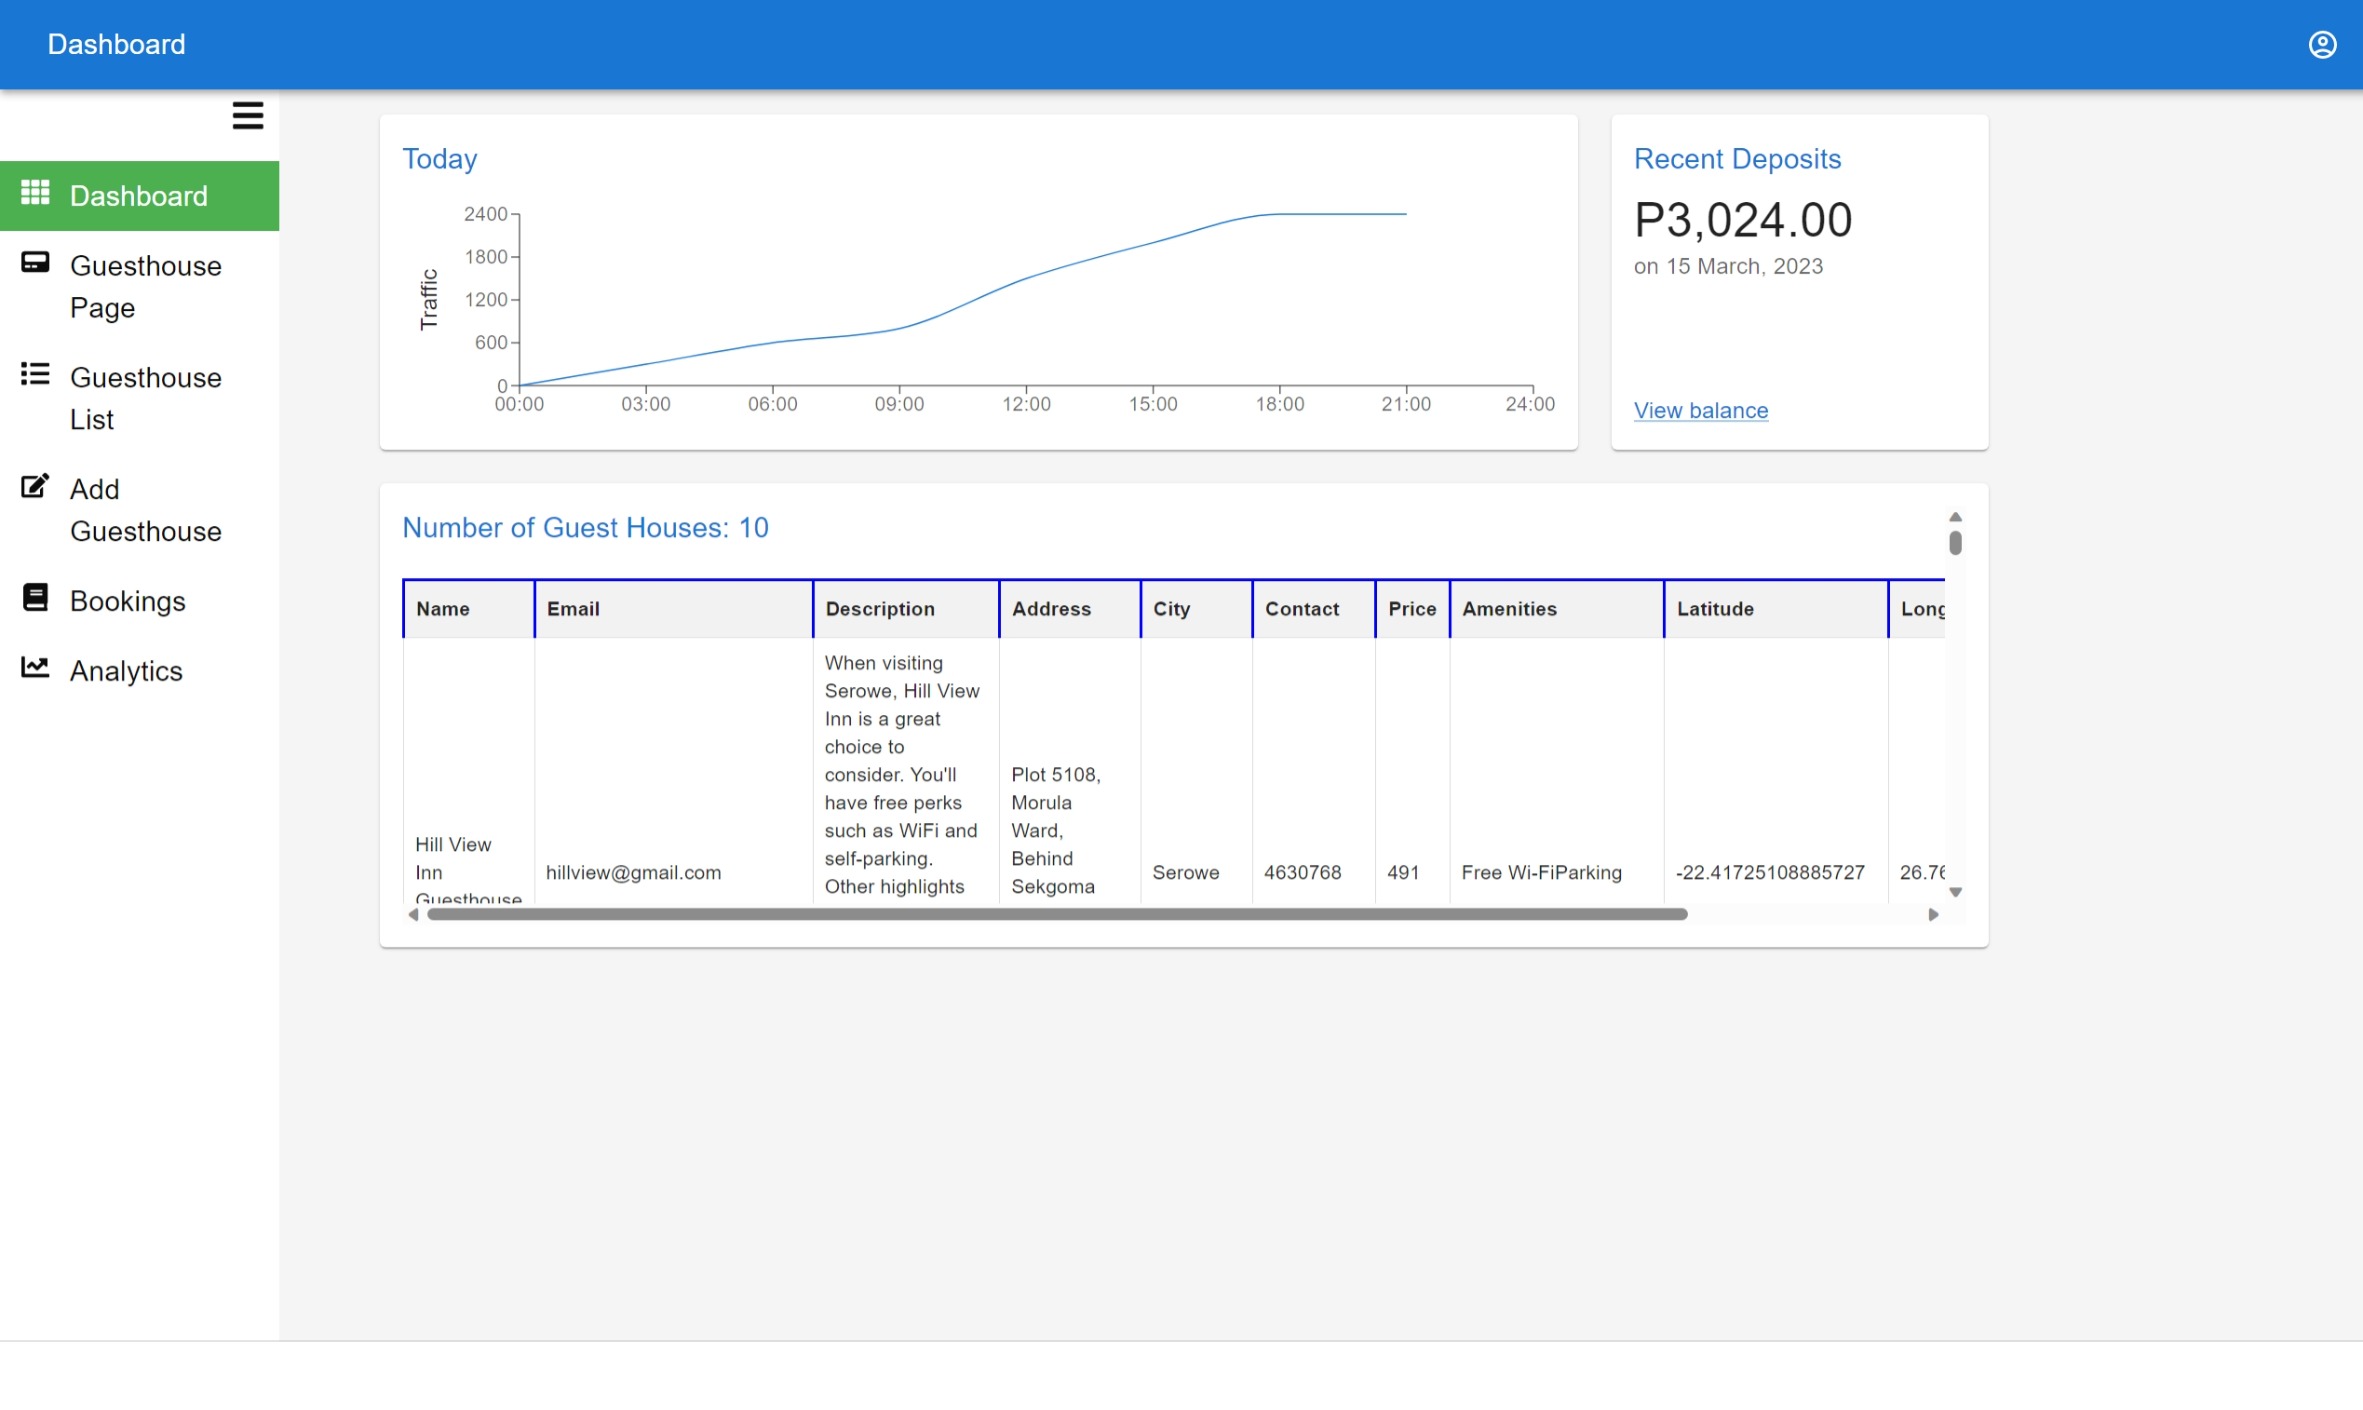 Dashboard
Dashboard
Guesthouse
Page
Guesthouse
List
Add
Guesthouse
Bookings
Analytics
Today
Traffic
2400
1800
1200
600
0
00:00 03:00 06:00 09:00 12:00 15:00 18:00 21:00 24:00
Recent Deposits
P3,024.00
on 15 March, 2023
View balance
Number of Guest Houses: 10
Name Email Description Address City Contact Price Amenities Latitude Long
Hill View
Inn
Guesthouse
hillview@gmail.com
When visiting
Serowe, Hill View
Inn is a great
choice to
consider. You'll
have free perks
such as WiFi and
self-parking.
Other highlights
Plot 5108,
Morula
Ward,
Behind
Sekgoma
Serowe
4630768
491
Free Wi-FiParking
-22.41725108885727
26.76